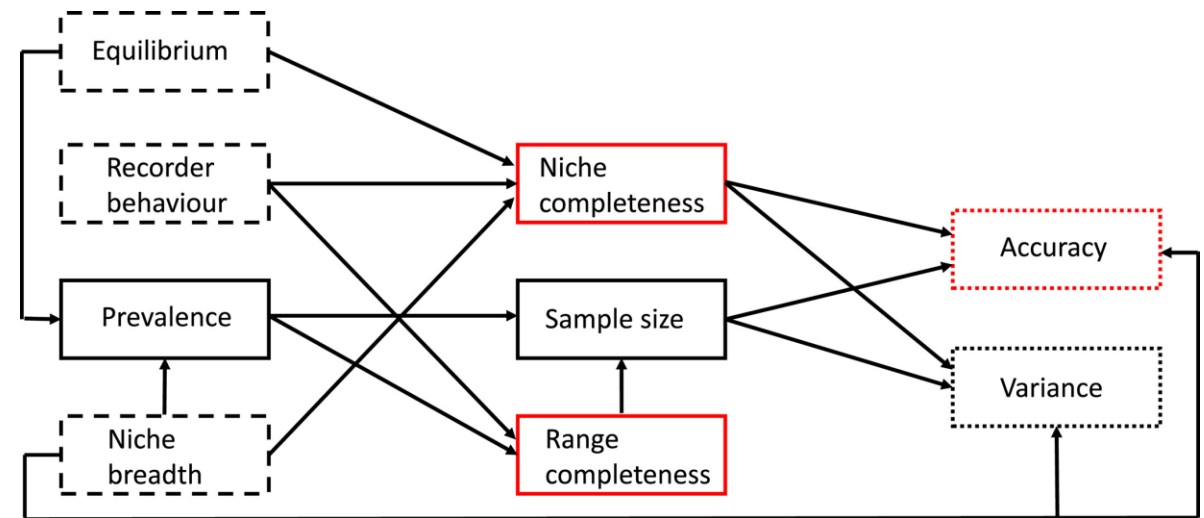 Equilibrium
Recorder
behaviour
Prevalence
Niche
breadth
Niche
completeness
Sample size
Range
completeness
Accuracy
Variance